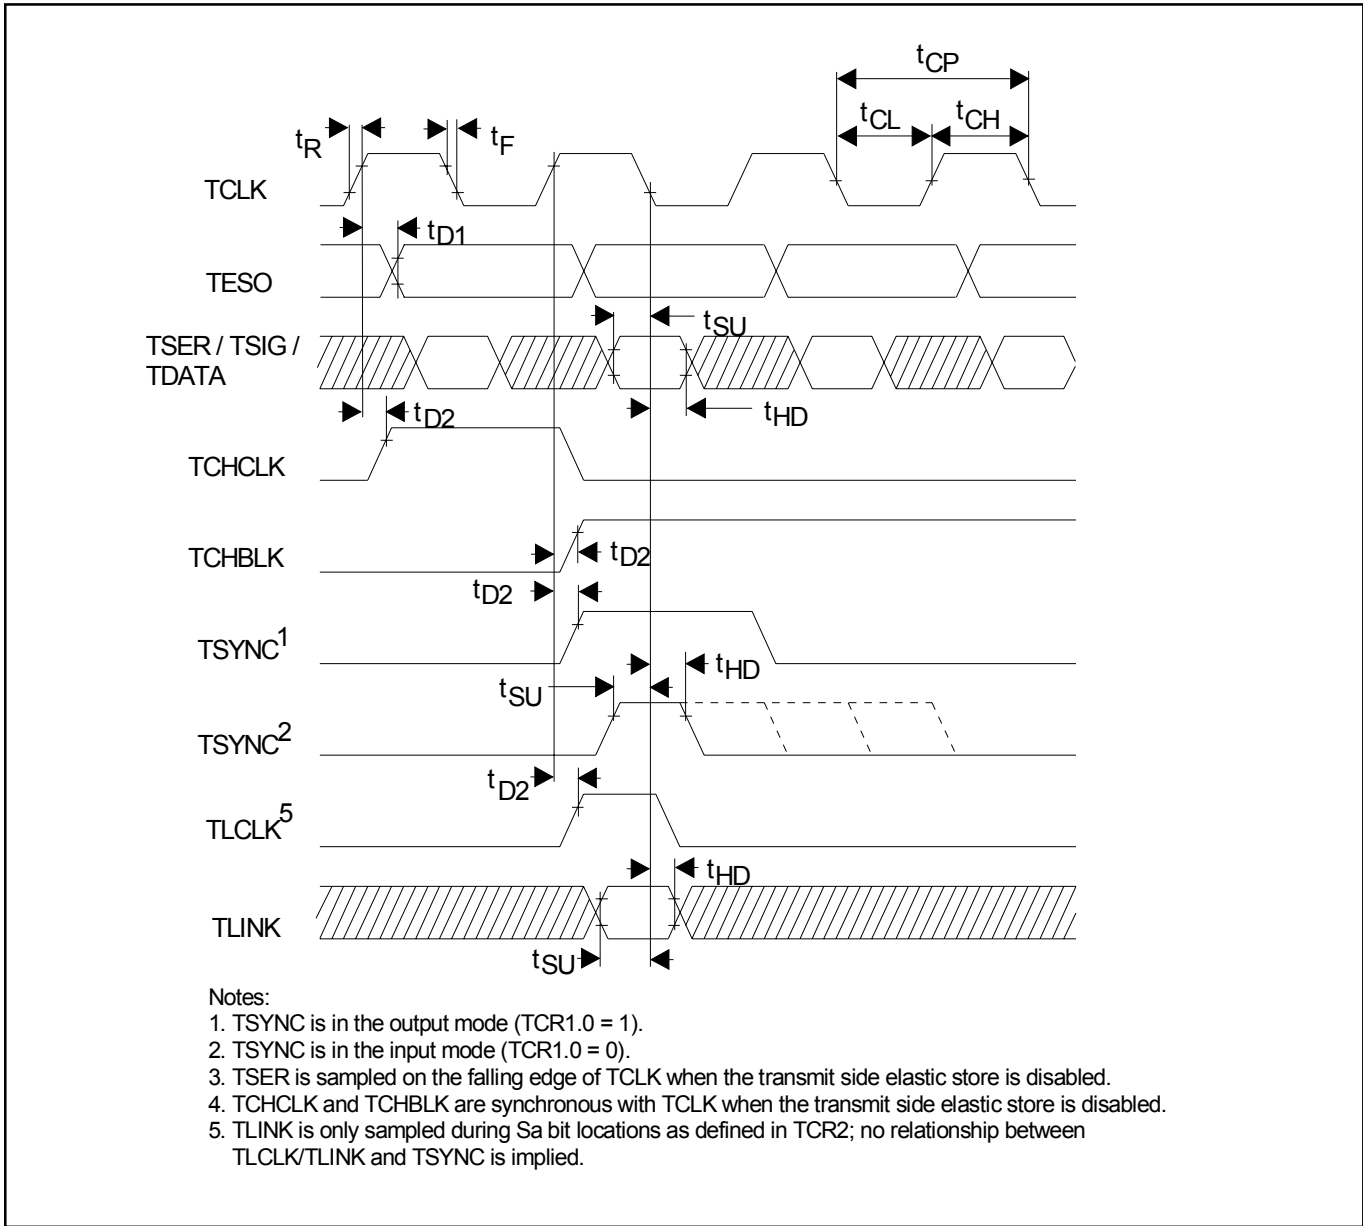 tCP
tCL
tCH
tR
tF
TCLK
tD1
TESO
tSU
TSER / TSIG /
TDATA
tD2
tHD
TCHCLK
TCHBLK
tD2
tD2
TSYNC1
tHD
tSU
TSYNC2
tD2
TLCLK5
tHD
TLINK
tSU
Notes:
1. TSYNC is in the output mode (TCR1.0 = 1).
2. TSYNC is in the input mode (TCR1.0 = 0).
3. TSER is sampled on the falling edge of TCLK when the transmit side elastic store is disabled.
4. TCHCLK and TCHBLK are synchronous with TCLK when the transmit side elastic store is disabled.
5. TLINK is only sampled during Sa bit locations as defined in TCR2; no relationship between
TLCLK/TLINK and TSYNC is implied.